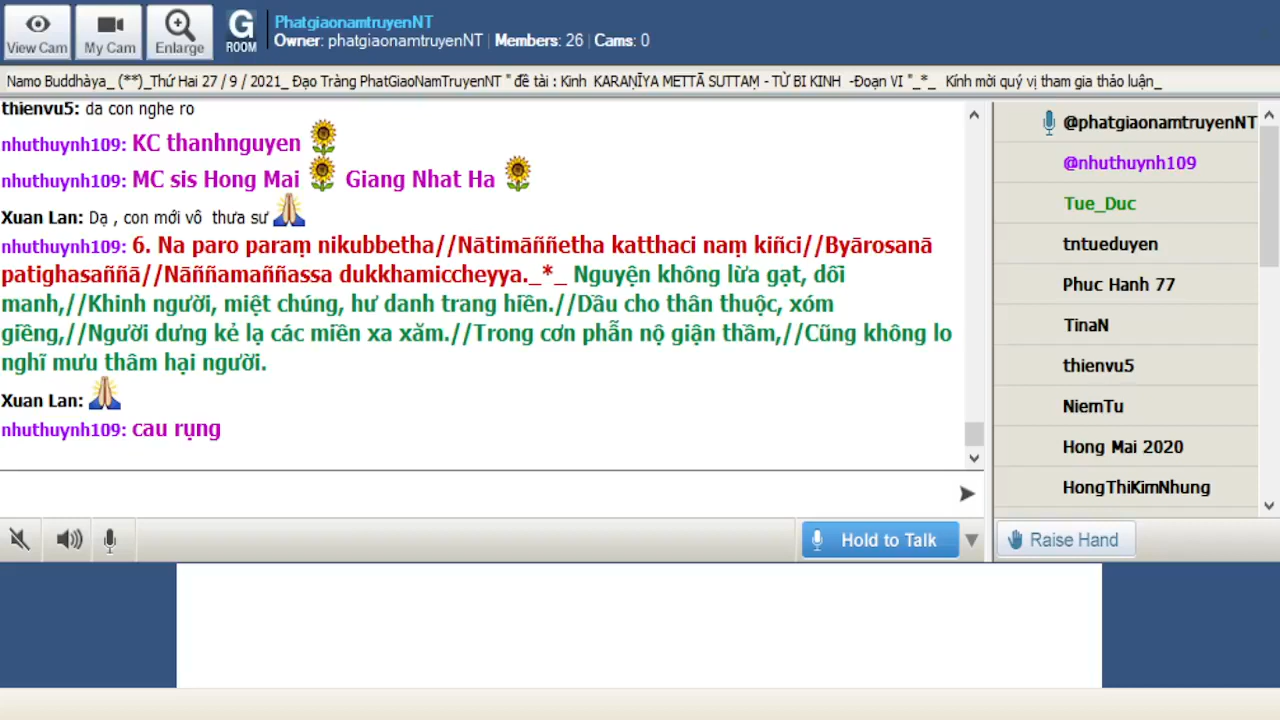 View Cam
My Cam
Enlarge
G
ROOM
PhatgiaonamtruyenNT
Owner: phatgiaonamtruyenNT | Members: 26 | Cams: 0
Namo Buddhàya_ (**)_Thứ Hai 27 / 9 / 2021_ Đạo Tràng PhatGiaoNamTruyenNT " đề tài : Kinh KARAṆĪYA METTĀ SUTTAṂ - TỪ BI KINH -Đoạn VI "_*_ Kính mời quý vị tham gia thảo luận_
thienvu5: da con nghe ro
nhuthuynh109: KC thanhnguyen
nhuthuynh109: MC sis Hong Mai Giang Nhat Ha
Xuan Lan: Dạ , con mới vô thưa sư
nhuthuynh109: 6. Na paro paraṃ nikubbetha//Nātimāññetha katthaci naṃ kiñci//Byārosanā
patighasaññā//Nāññamaññassa dukkhamiccheyya._*_ Nguyện không lừa gạt, dối
manh,//Khinh người, miệt chúng, hư danh trang hiền.//Dầu cho thân thuộc, xóm
giềng,//Người dưng kẻ lạ các miền xa xăm.//Trong cơn phẫn nộ giận thầm,//Cũng không lo
nghĩ mưu thâm hại người.
Xuan Lan:
nhuthuynh109: cau rụng
@phatgiaonamtruyenNT
@nhuthuynh109
Tue_Duc
tntueduyen
Phuc Hanh 77
TinaN
thienvu5
NiemTu
Hong Mai 2020
HongThiKimNhung
Hold to Talk
Raise Hand